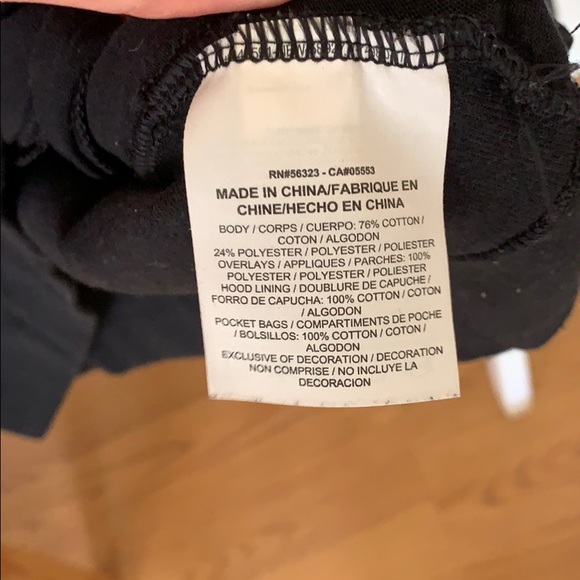 RN#56323 - CA#05553
MADE IN CHINA/FABRIQUE EN
CHINE/HECHO EN CHINA
BODY / CORPS / CUERPO: 76% COTTON /
COTON / ALGODON
24% POLYESTER / POLYESTER / POLIESTER
OVERLAYS / APPLIQUES / PARCHES: 100%
POLYESTER / POLYESTER / POLIESTER
HOOD LINING / DOUBLURE DE CAPUCHE /
FORRO DE CAPUCHA: 100% COTTON / COTON
/ ALGODON
POCKET BAGS / COMPARTIMENTS DE POCHE
/ BOLSILLOS: 100% COTTON / COTON /
ALGODON
EXCLUSIVE OF DECORATION / DECORATION
NON COMPRISE / NO INCLUYE LA
DECORACION